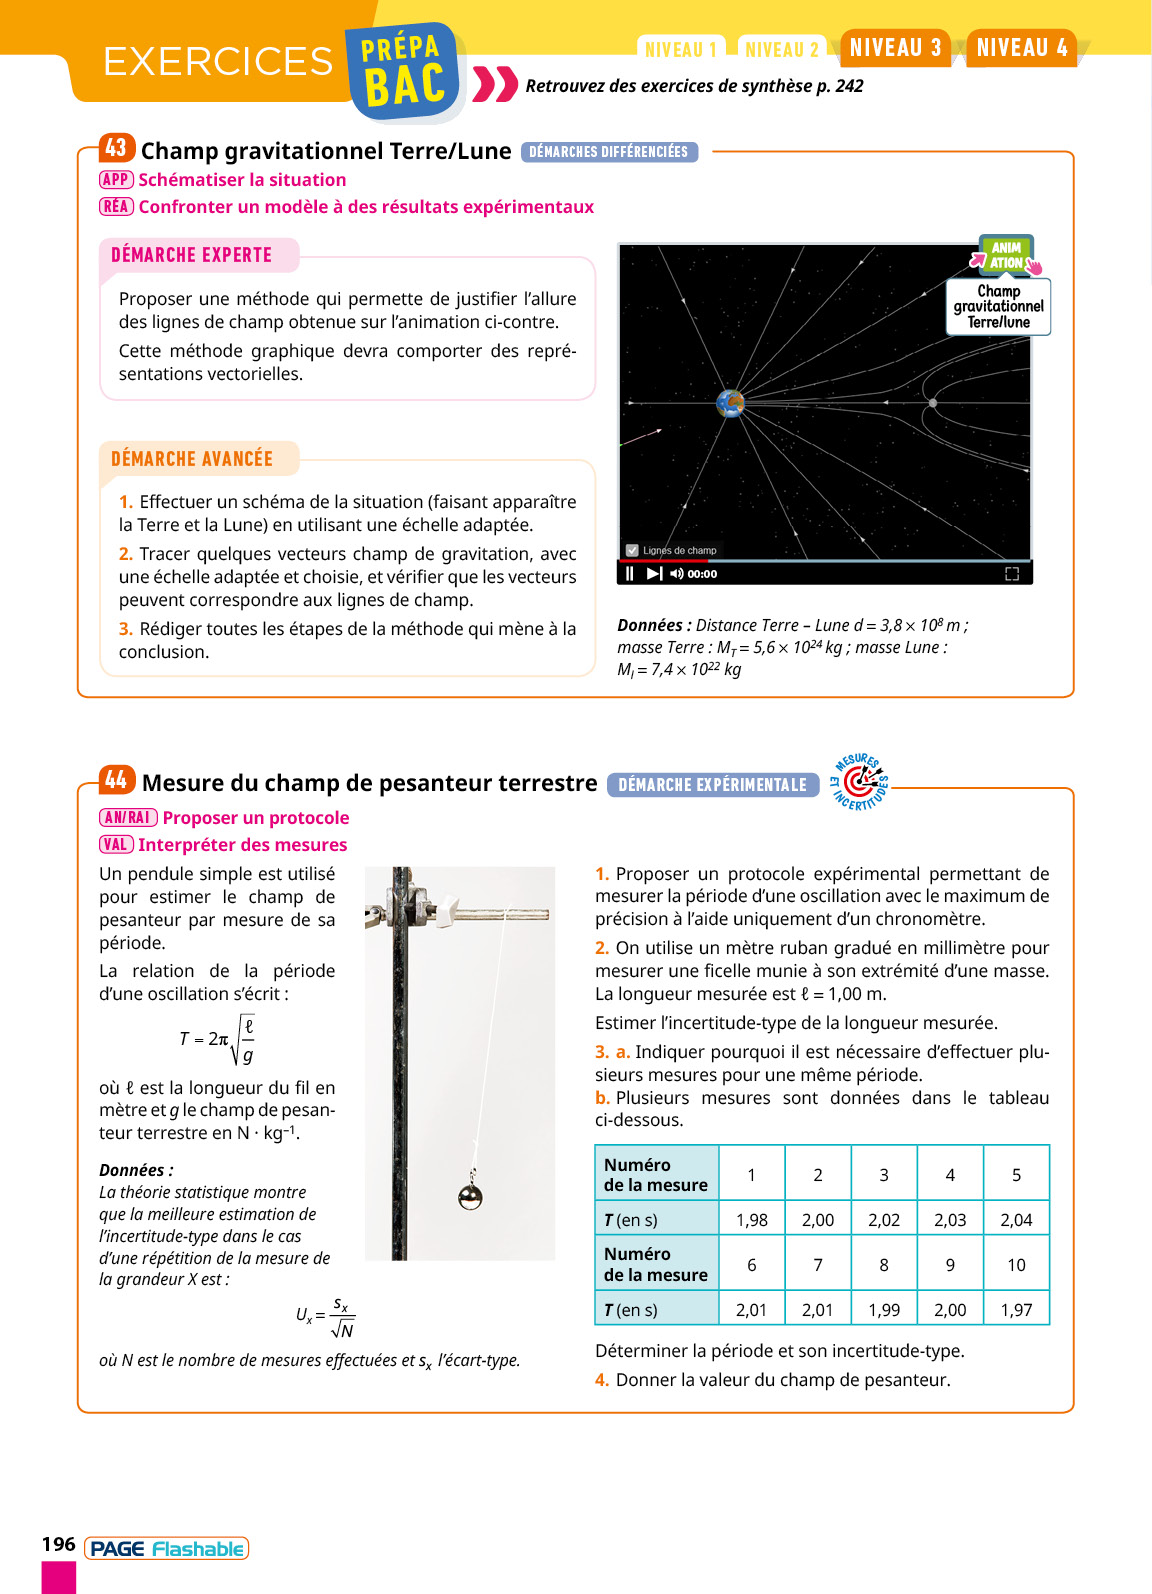 EXERCICES
PRÉPA
BAC
NIVEAU 1
NIVEAU 2
NIVEAU 3
NIVEAU 4
Retrouvez des exercices de synthèse p. 242
43 Champ gravitationnel Terre/Lune DÉMARCHES DIFFÉRENCIÉES
APP Schématiser la situation
RÉA Confronter un modèle à des résultats expérimentaux
DÉMARCHE EXPERTE
Proposer une méthode qui permette de justifier l’allure
des lignes de champ obtenue sur l’animation ci-contre.
Cette méthode graphique devra comporter des repré-
sentations vectorielles.
DÉMARCHE AVANCÉE
1. Effectuer un schéma de la situation (faisant apparaître
la Terre et la Lune) en utilisant une échelle adaptée.
2. Tracer quelques vecteurs champ de gravitation, avec
une échelle adaptée et choisie, et vérifier que les vecteurs
peuvent correspondre aux lignes de champ.
3. Rédiger toutes les étapes de la méthode qui mène à la
conclusion.
ANIM
ATION
Champ
gravitationnel
Terre/lune
Lignes de champ
00:00
Données : Distance Terre – Lune d = 3,8 × 10⁸ m ;
masse Terre : M_T = 5,6 × 10²⁴ kg ; masse Lune :
M_l = 7,4 × 10²² kg
44 Mesure du champ de pesanteur terrestre DÉMARCHE EXPÉRIMENTALE
MESURES
ET INCERTITUDES
AN/RAI Proposer un protocole
VAL Interpréter des mesures
Un pendule simple est utilisé
pour estimer le champ de
pesanteur par mesure de sa
période.
La relation de la période
d’une oscillation s’écrit :
T = 2π√(ℓ/g)
où ℓ est la longueur du fil en
mètre et g le champ de pesan-
teur terrestre en N · kg⁻¹.
Données :
La théorie statistique montre
que la meilleure estimation de
l’incertitude-type dans le cas
d’une répétition de la mesure de
la grandeur X est :
U_x = s_x/√N
où N est le nombre de mesures effectuées et s_x l’écart-type.
1. Proposer un protocole expérimental permettant de
mesurer la période d’une oscillation avec le maximum de
précision à l’aide uniquement d’un chronomètre.
2. On utilise un mètre ruban gradué en millimètre pour
mesurer une ficelle munie à son extrémité d’une masse.
La longueur mesurée est ℓ = 1,00 m.
Estimer l’incertitude-type de la longueur mesurée.
3. a. Indiquer pourquoi il est nécessaire d’effectuer plu-
sieurs mesures pour une même période.
b. Plusieurs mesures sont données dans le tableau
ci-dessous.
Numéro
de la mesure 1 2 3 4 5
T (en s) 1,98 2,00 2,02 2,03 2,04
Numéro
de la mesure 6 7 8 9 10
T (en s) 2,01 2,01 1,99 2,00 1,97
Déterminer la période et son incertitude-type.
4. Donner la valeur du champ de pesanteur.
196 PAGE Flashable